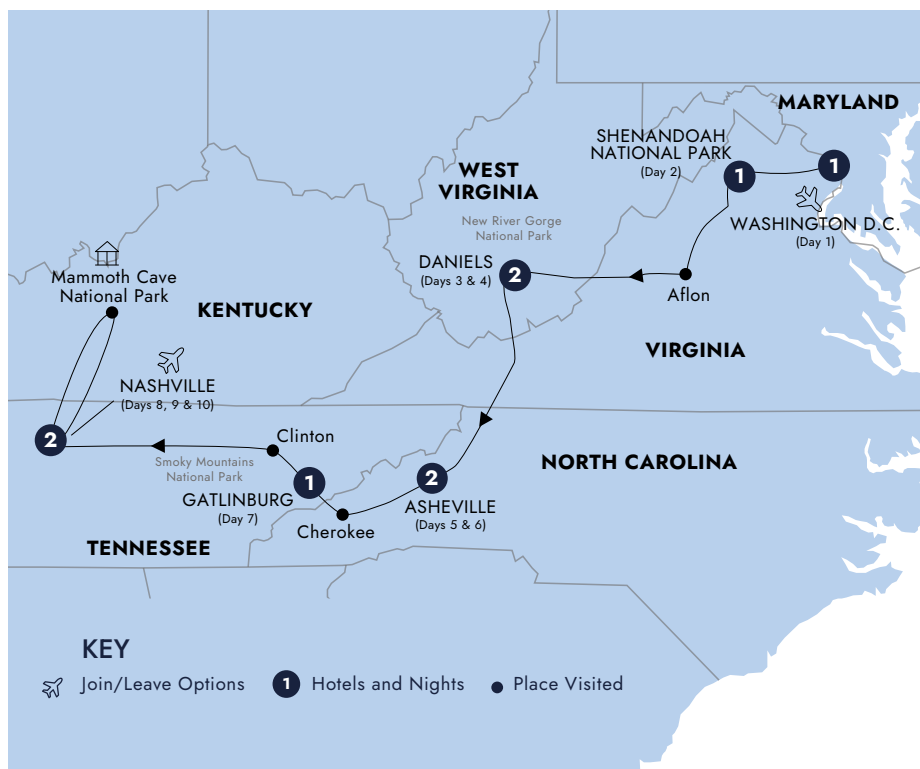 MARYLAND
SHENANDOAH
NATIONAL PARK
(Day 2)
1
1
WEST
VIRGINIA
WASHINGTON D.C.
(Day 1)
New River Gorge
National Park
DANIELS
(Days 3 & 4)
2
Aflon
Mammoth Cave
National Park
KENTUCKY
VIRGINIA
NASHVILLE
(Days 8, 9 & 10)
2
Clinton
Smoky Mountains
National Park
1
GATLINBURG
(Day 7)
2
ASHEVILLE
(Days 5 & 6)
NORTH CAROLINA
Cherokee
TENNESSEE
KEY
Join/Leave Options
1 Hotels and Nights
Place Visited